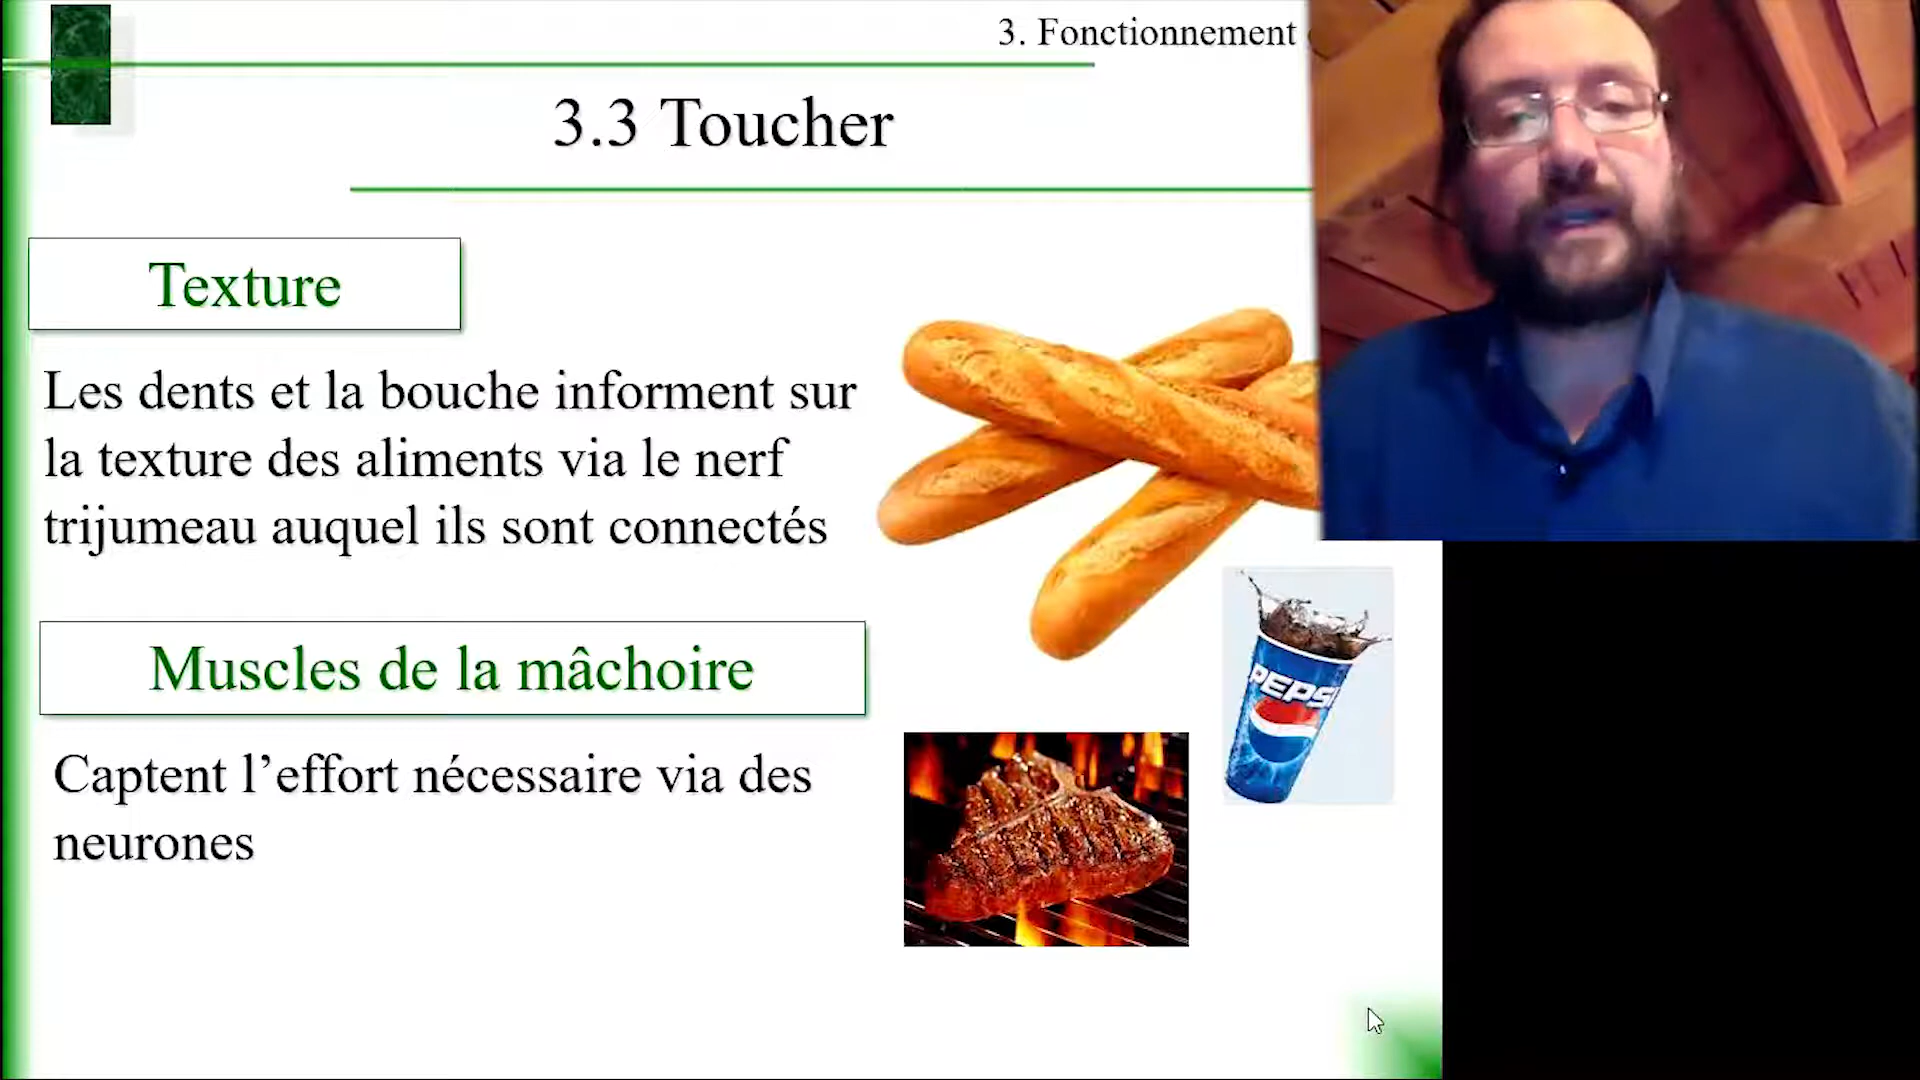 3. Fonctionnement
3.3 Toucher
Texture
Les dents et la bouche informent sur
la texture des aliments via le nerf
trijumeau auquel ils sont connectés
Muscles de la mâchoire
Captent l’effort nécessaire via des
neurones
PEPSI